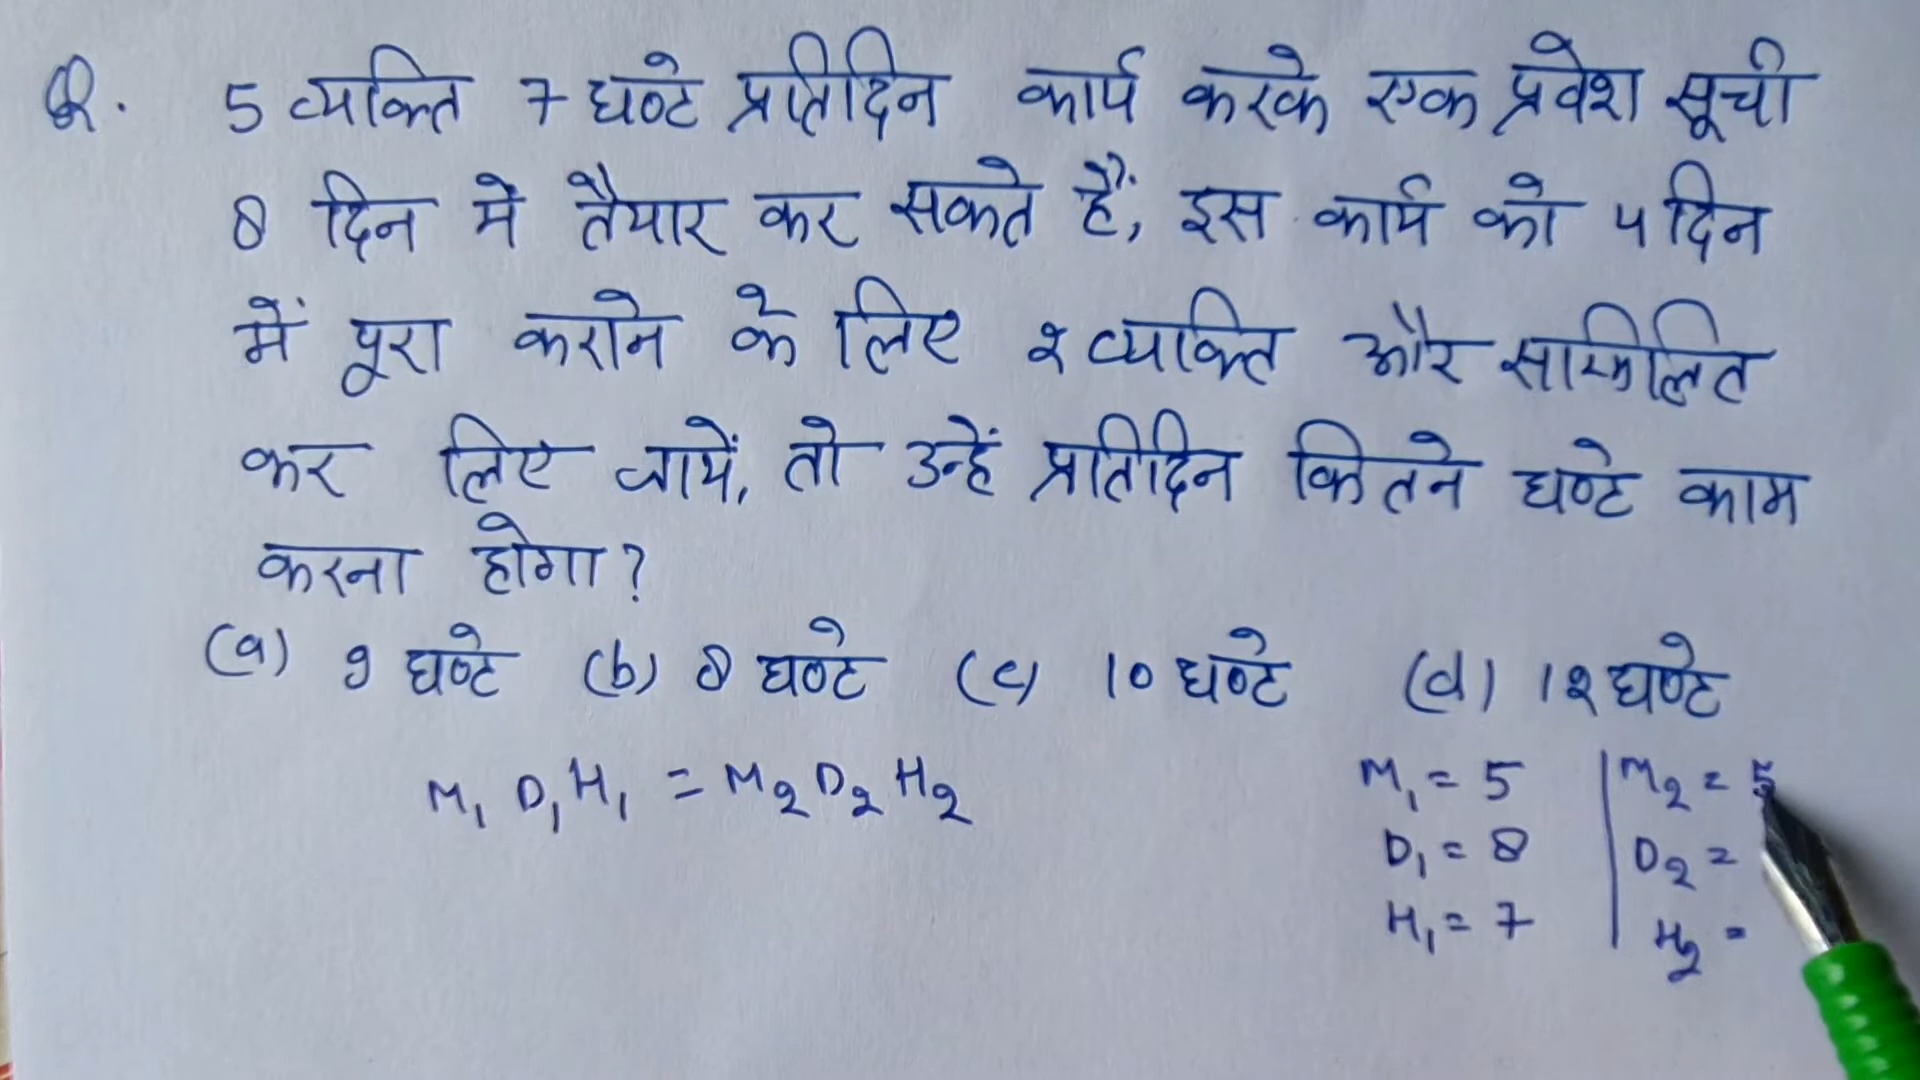 Q. 5 व्यक्ति 7 घण्टे प्रतिदिन कार्य करके एक प्रवेश सूची
8 दिन मे तैयार कर सकते हैं, इस कार्य को 4 दिन
में पूरा कराने के लिए 2 व्यक्ति और सम्मिलित
कर लिए जायें, तो उन्हें प्रतिदिन कितने घण्टे काम
करना होगा?
(a) 9 घण्टे (b) 8 घण्टे (c) 10 घण्टे (d) 12 घण्टे
M₁ D₁ H₁ = M₂ D₂ H₂
M₁ = 5 | M₂ = 5
D₁ = 8 | D₂ =
H₁ = 7 | H₂ =